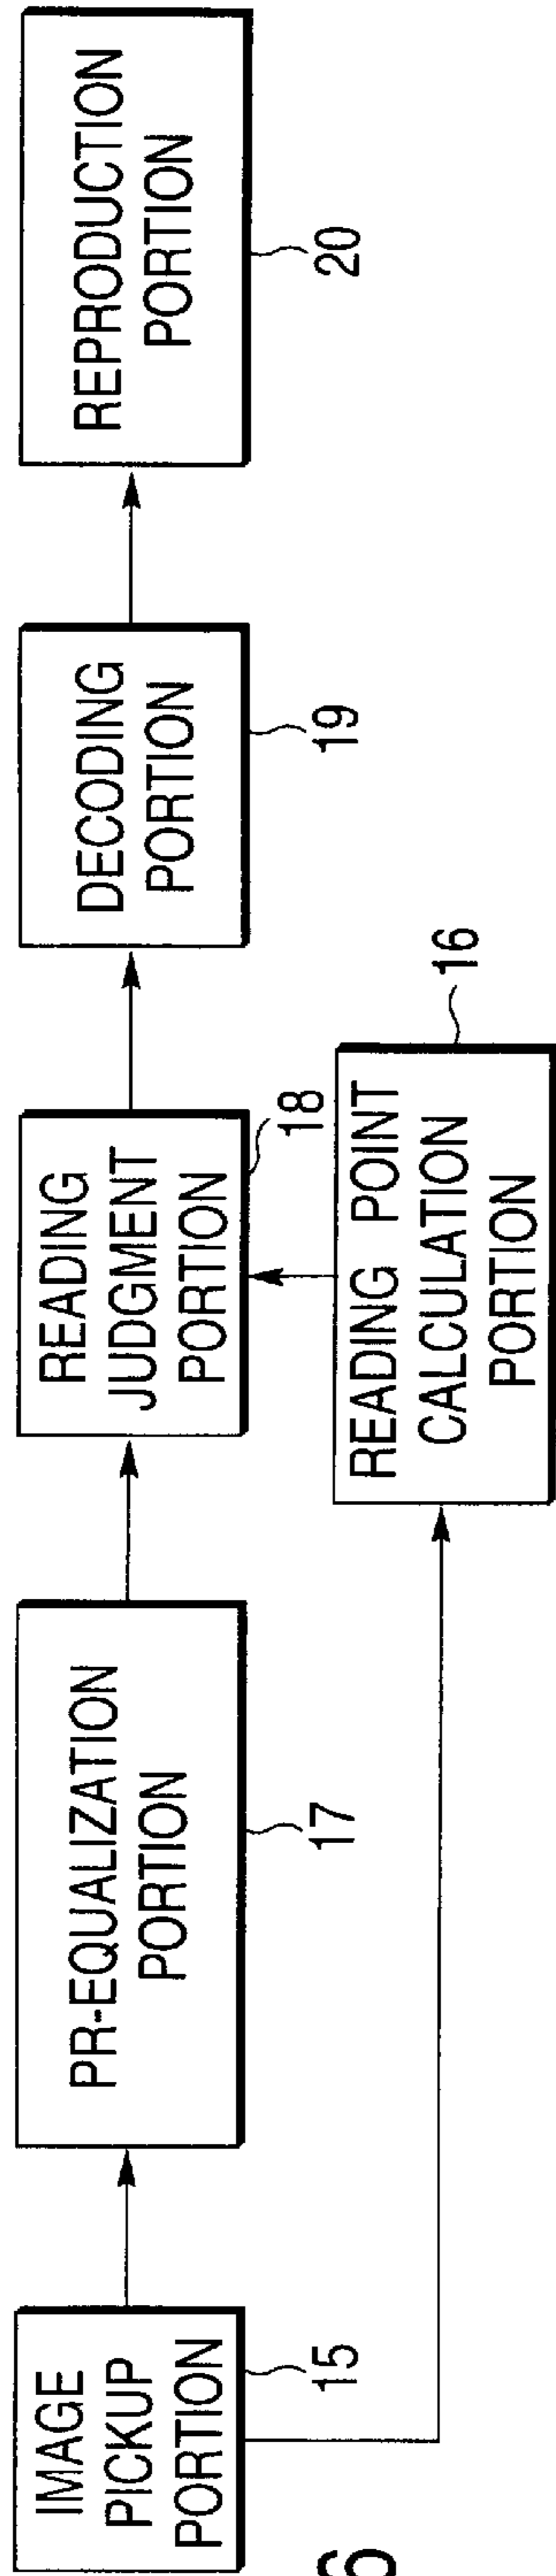 IMAGE
PICKUP
PORTION
15
PR-EQUALIZATION
PORTION
17
READING
JUDGMENT
PORTION
18
READING POINT
CALCULATION
PORTION
16
DECODING
PORTION
19
REPRODUCTION
PORTION
20
6